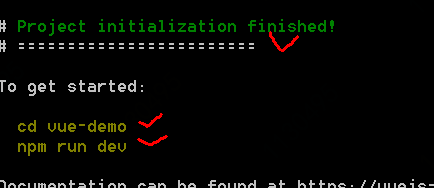 # Project initialization finished!
# ========================
To get started:
cd vue-demo
npm run dev
Documentation can be found at https://vuejs-